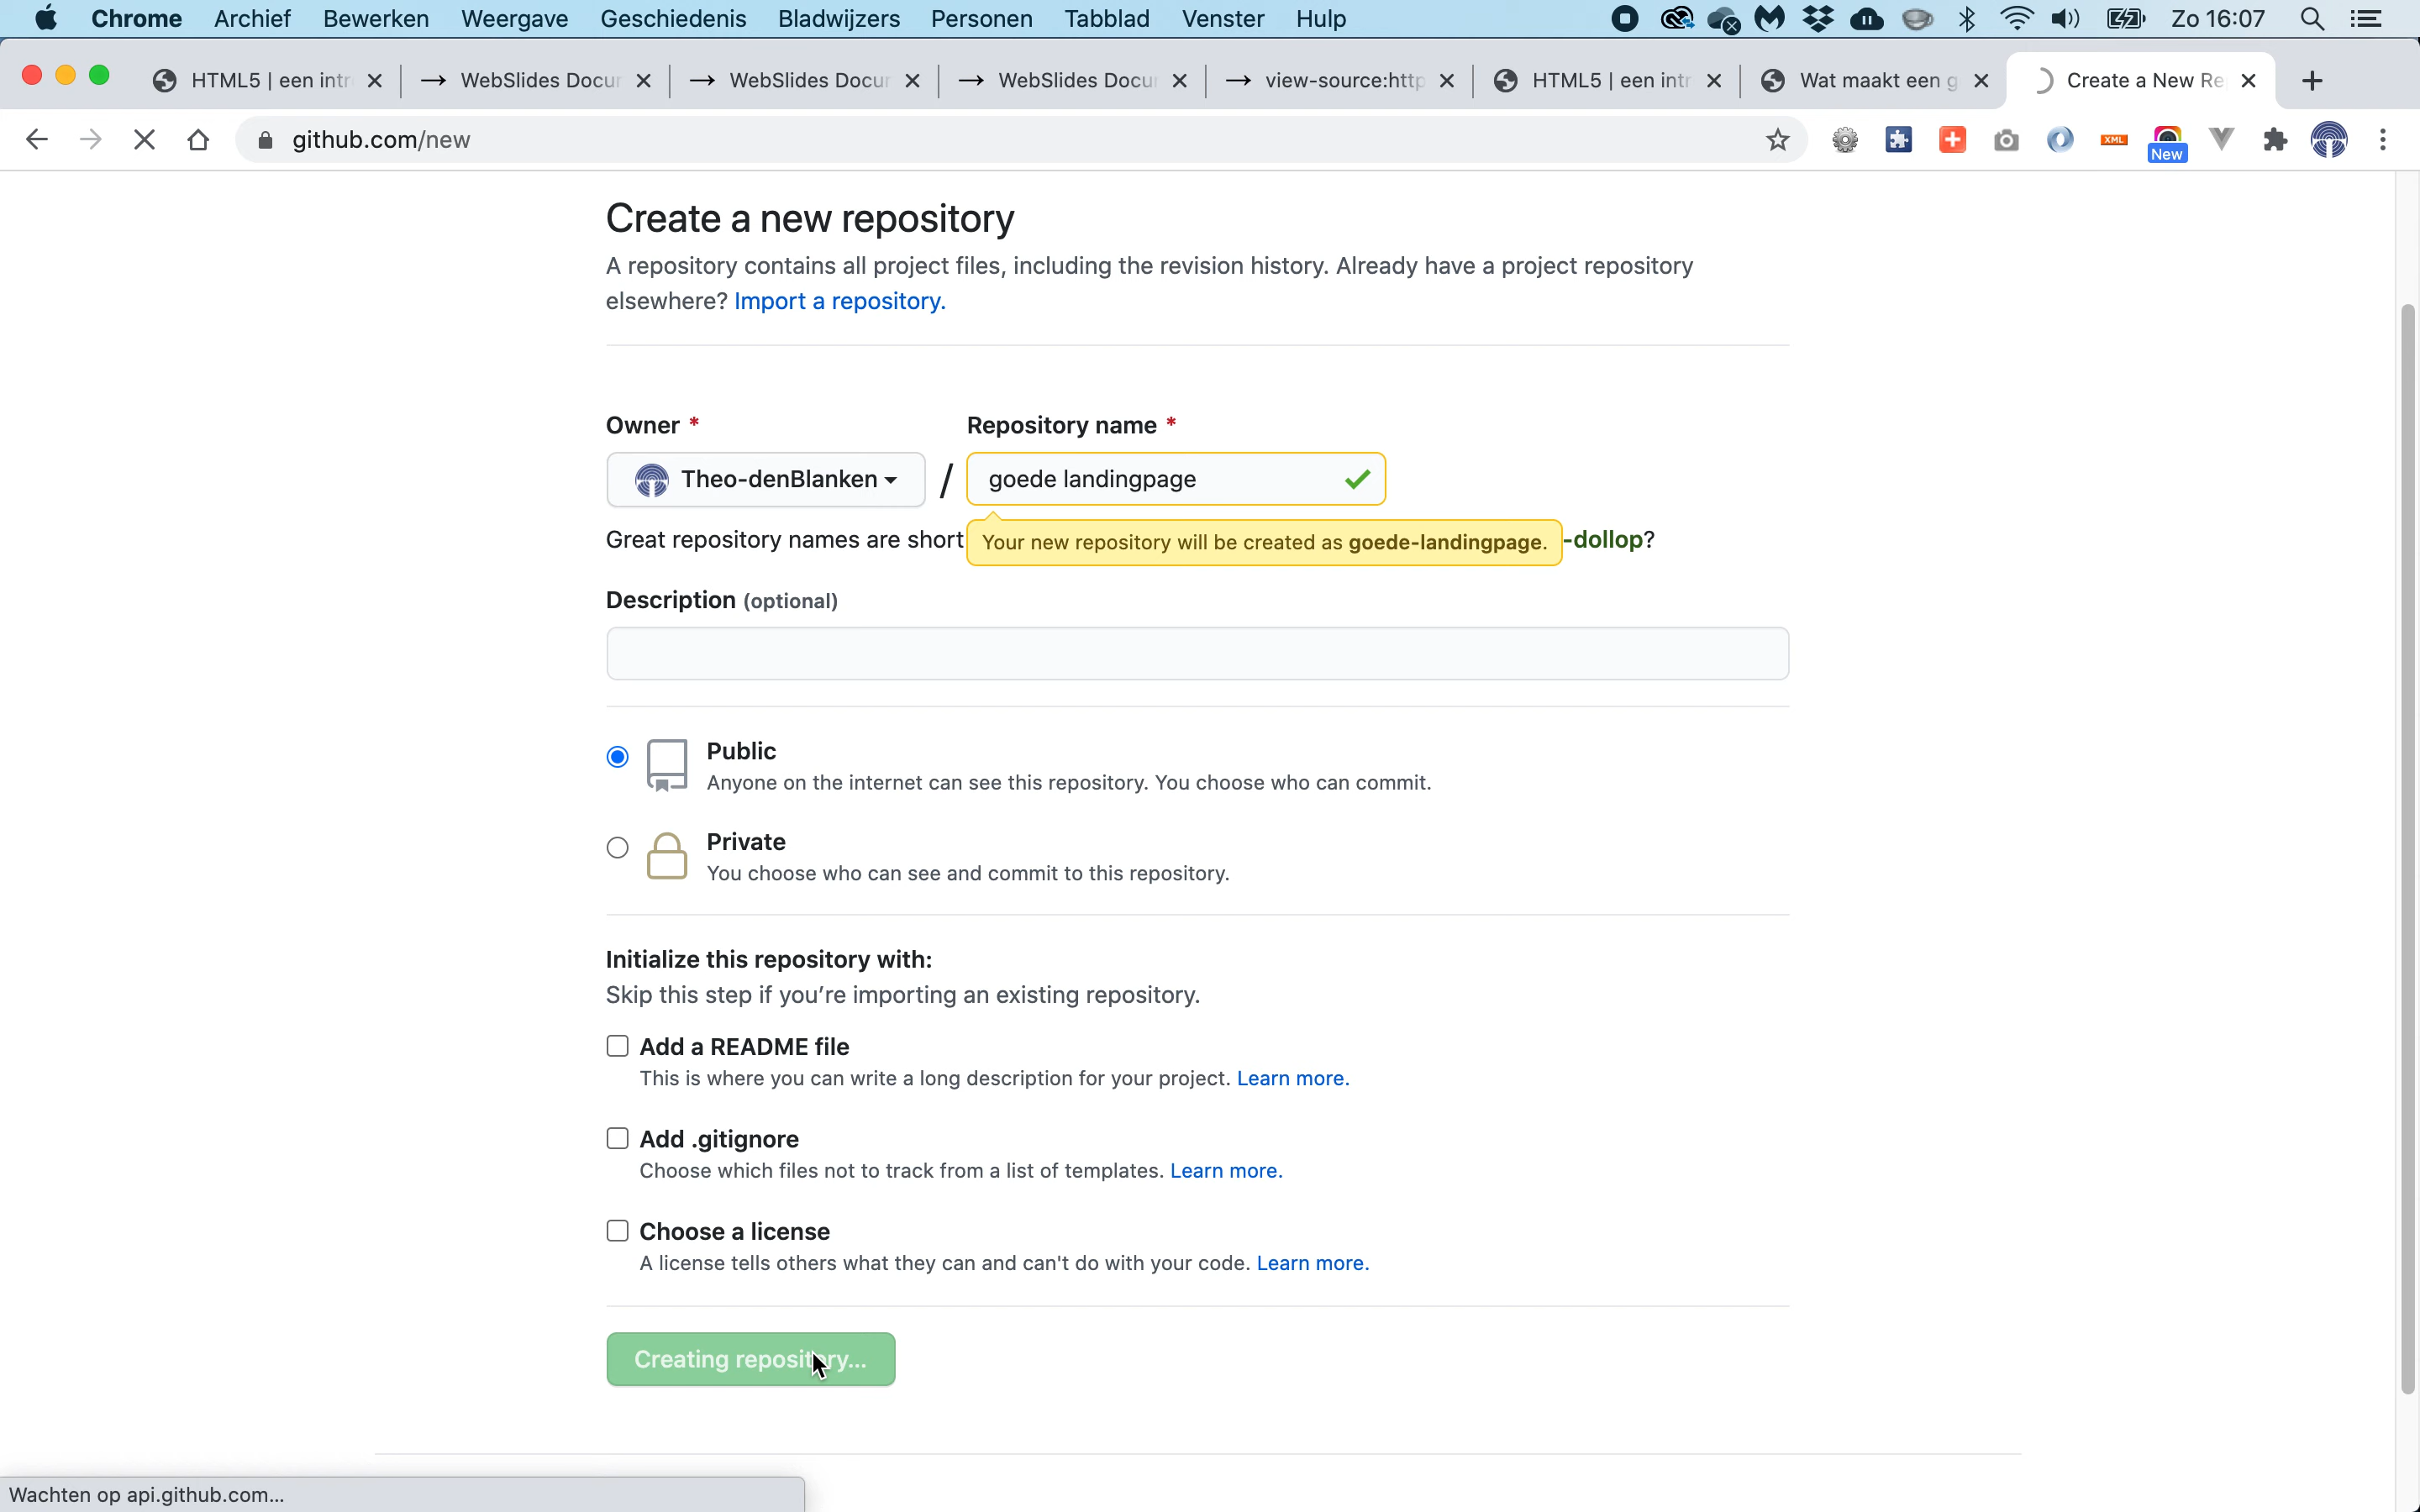 Chrome Archief Bewerken Weergave Geschiedenis Bladwijzers Personen Tabblad Venster Hulp Zo 16:07
HTML5 | een intr WebSlides Docur WebSlides Docur WebSlides Docu view-source:http HTML5 | een intr Wat maakt een g Create a New Re
github.com/new
XML
New
Create a new repository
A repository contains all project files, including the revision history. Already have a project repository
elsewhere? Import a repository.
Owner * Repository name *
Theo-denBlanken / goede landingpage
Great repository names are short Your new repository will be created as goede-landingpage. -dollop?
Description (optional)
Public
Anyone on the internet can see this repository. You choose who can commit.
Private
You choose who can see and commit to this repository.
Initialize this repository with:
Skip this step if you’re importing an existing repository.
Add a README file
This is where you can write a long description for your project. Learn more.
Add .gitignore
Choose which files not to track from a list of templates. Learn more.
Choose a license
A license tells others what they can and can't do with your code. Learn more.
Creating repository...
Wachten op api.github.com...